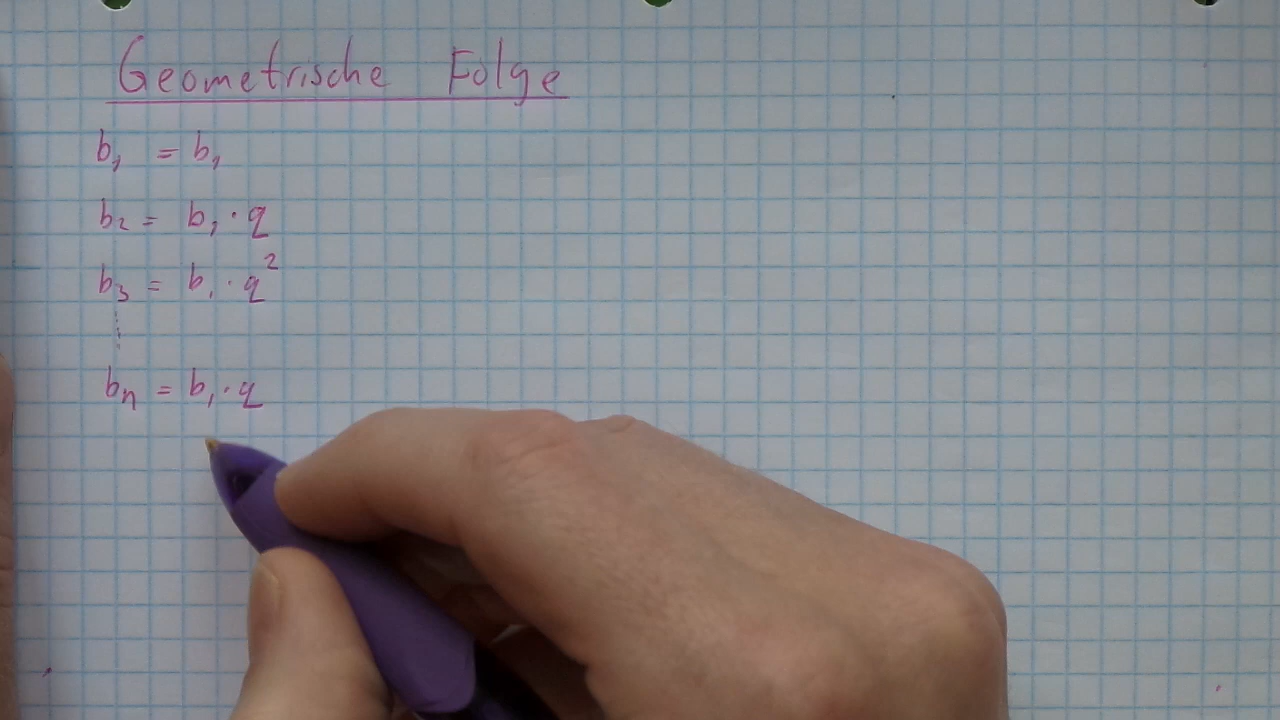 Geometrische Folge
b₁ = b₁
b₂ = b₁ · q
b₃ = b₁ · q²
⋮
bₙ = b₁ · q